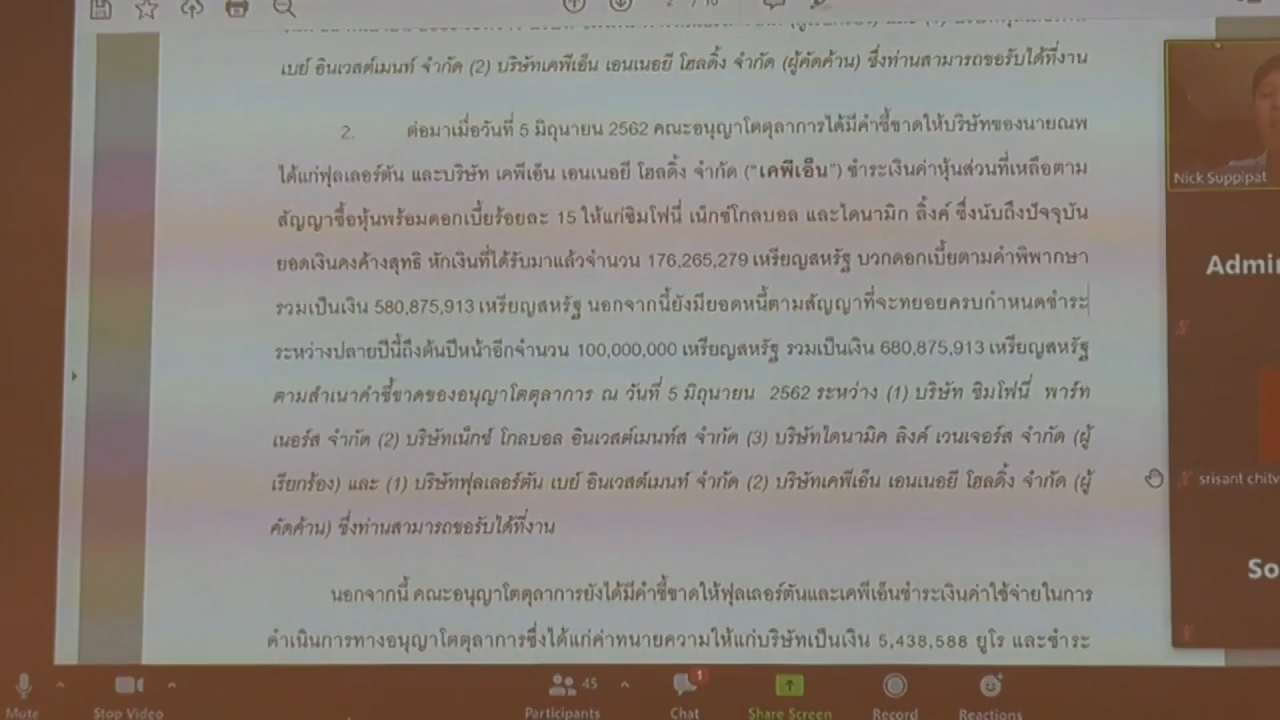 2 / 10
เบย์ อินเวสต์เมนท์ จำกัด (2) บริษัทเคพีเอ็น เอนเนอยี โฮลดิ้ง จำกัด (ผู้คัดค้าน) ซึ่งท่านสามารถขอรับได้ที่งาน
2. ต่อมาเมื่อวันที่ 5 มิถุนายน 2562 คณะอนุญาโตตุลาการได้มีคำชี้ขาดให้บริษัทของนายณพ
ได้แก่ฟุลเลอร์ตัน และบริษัท เคพีเอ็น เอนเนอยี โฮลดิ้ง จำกัด ("เคพีเอ็น") ชำระเงินค่าหุ้นส่วนที่เหลือตาม
สัญญาซื้อหุ้นพร้อมดอกเบี้ยร้อยละ 15 ให้แก่ซิมโฟนี่ เน็กซ์โกลบอล และไดนามิก ลิ้งค์ ซึ่งนับถึงปัจจุบัน
ยอดเงินคงค้างสุทธิ หักเงินที่ได้รับมาแล้วจำนวน 176,265,279 เหรียญสหรัฐ บวกดอกเบี้ยตามคำพิพากษา
รวมเป็นเงิน 580,875,913 เหรียญสหรัฐ นอกจากนี้ยังมียอดหนี้ตามสัญญาที่จะทยอยครบกำหนดชำระ
ระหว่างปลายปีนี้ถึงต้นปีหน้าอีกจำนวน 100,000,000 เหรียญสหรัฐ รวมเป็นเงิน 680,875,913 เหรียญสหรัฐ
ตามสำเนาคำชี้ขาดของอนุญาโตตุลาการ ณ วันที่ 5 มิถุนายน 2562 ระหว่าง (1) บริษัท ซิมโฟนี่ พาร์ท
เนอร์ส จำกัด (2) บริษัทเน็กซ์ โกลบอล อินเวสต์เมนท์ส จำกัด (3) บริษัทไดนามิค ลิงค์ เวนเจอร์ส จำกัด (ผู้
เรียกร้อง) และ (1) บริษัทฟุลเลอร์ตัน เบย์ อินเวสต์เมนท์ จำกัด (2) บริษัทเคพีเอ็น เอนเนอยี โฮลดิ้ง จำกัด (ผู้
คัดค้าน) ซึ่งท่านสามารถขอรับได้ที่งาน
นอกจากนี้ คณะอนุญาโตตุลาการยังได้มีคำชี้ขาดให้ฟุลเลอร์ตันและเคพีเอ็นชำระเงินค่าใช้จ่ายในการ
ดำเนินการทางอนุญาโตตุลาการซึ่งได้แก่ค่าทนายความให้แก่บริษัทเป็นเงิน 5,438,588 ยูโร และชำระ
Nick Suppipat
Admin
srisant chitv
So
Mute
Stop Video
45
Participants
1
Chat
Share Screen
Record
Reactions